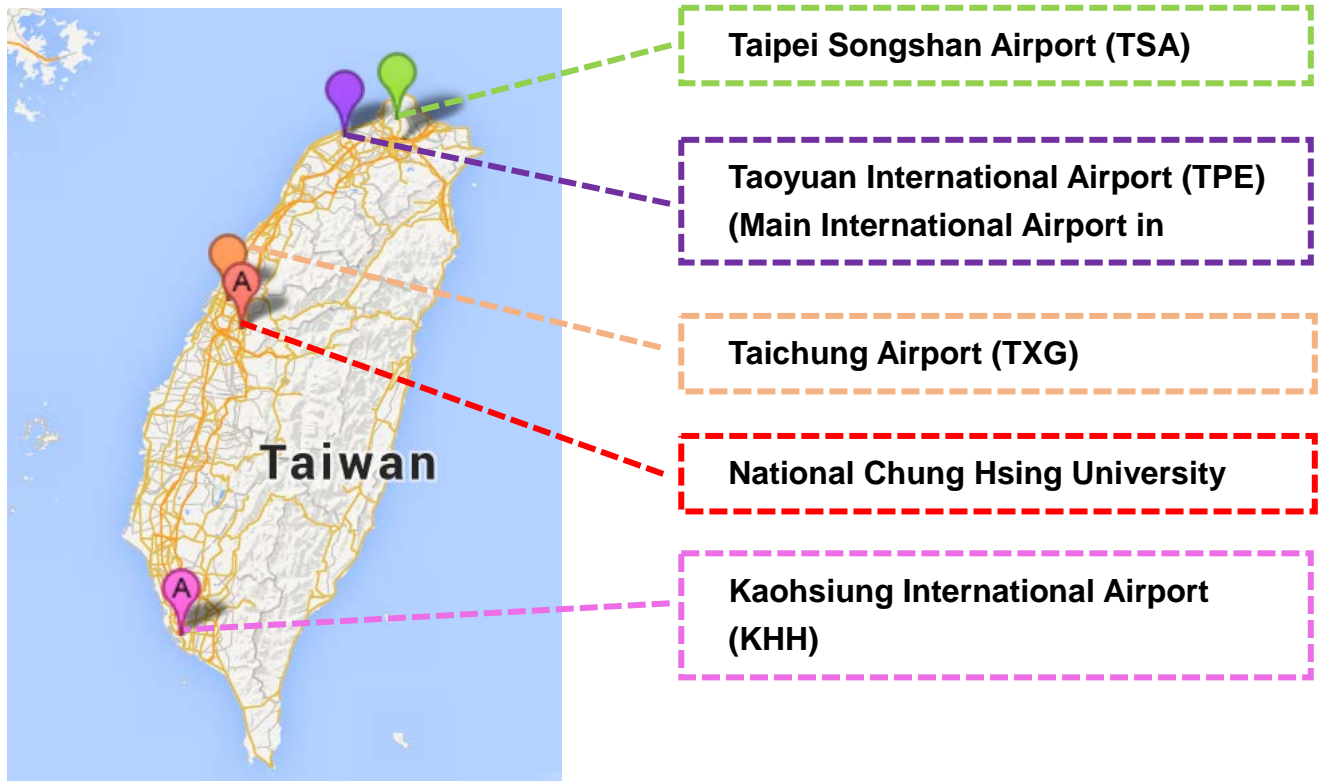 Taipei Songshan Airport (TSA)
Taoyuan International Airport (TPE)
(Main International Airport in
Taichung Airport (TXG)
A
National Chung Hsing University
Taiwan
A
Kaohsiung International Airport
(KHH)